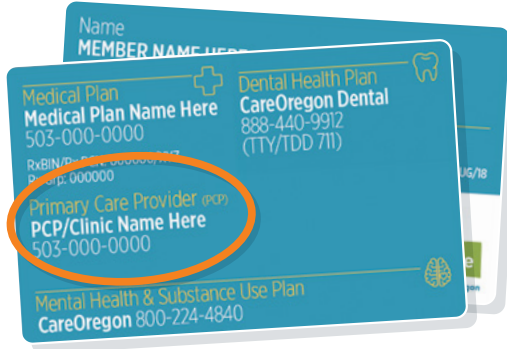 Name
MEMBER NAME HERE
Medical Plan
Medical Plan Name Here
503-000-0000
Dental Health Plan
CareOregon Dental
888-440-9912
(TTY/TDD 711)
000000
Primary Care Provider (PCP)
PCP/Clinic Name Here
503-000-0000
Mental Health & Substance Use Plan
CareOregon 800-224-4840